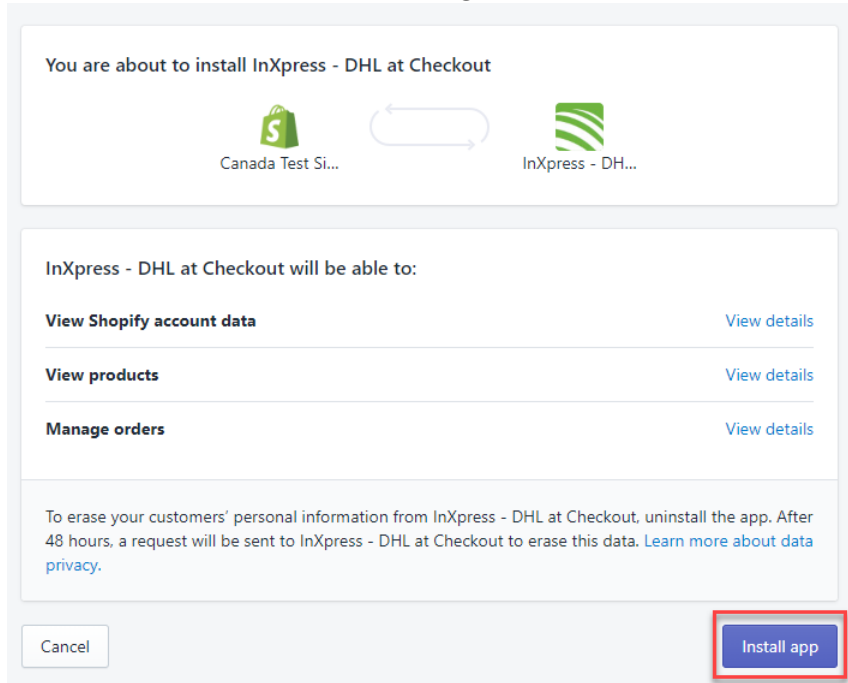 You are about to install InXpress - DHL at Checkout
Canada Test Si...
InXpress - DH...
InXpress - DHL at Checkout will be able to:
View Shopify account data
View details
View products
View details
Manage orders
View details
To erase your customers’ personal information from InXpress - DHL at Checkout, uninstall the app. After
48 hours, a request will be sent to InXpress - DHL at Checkout to erase this data. Learn more about data
privacy.
Cancel
Install app